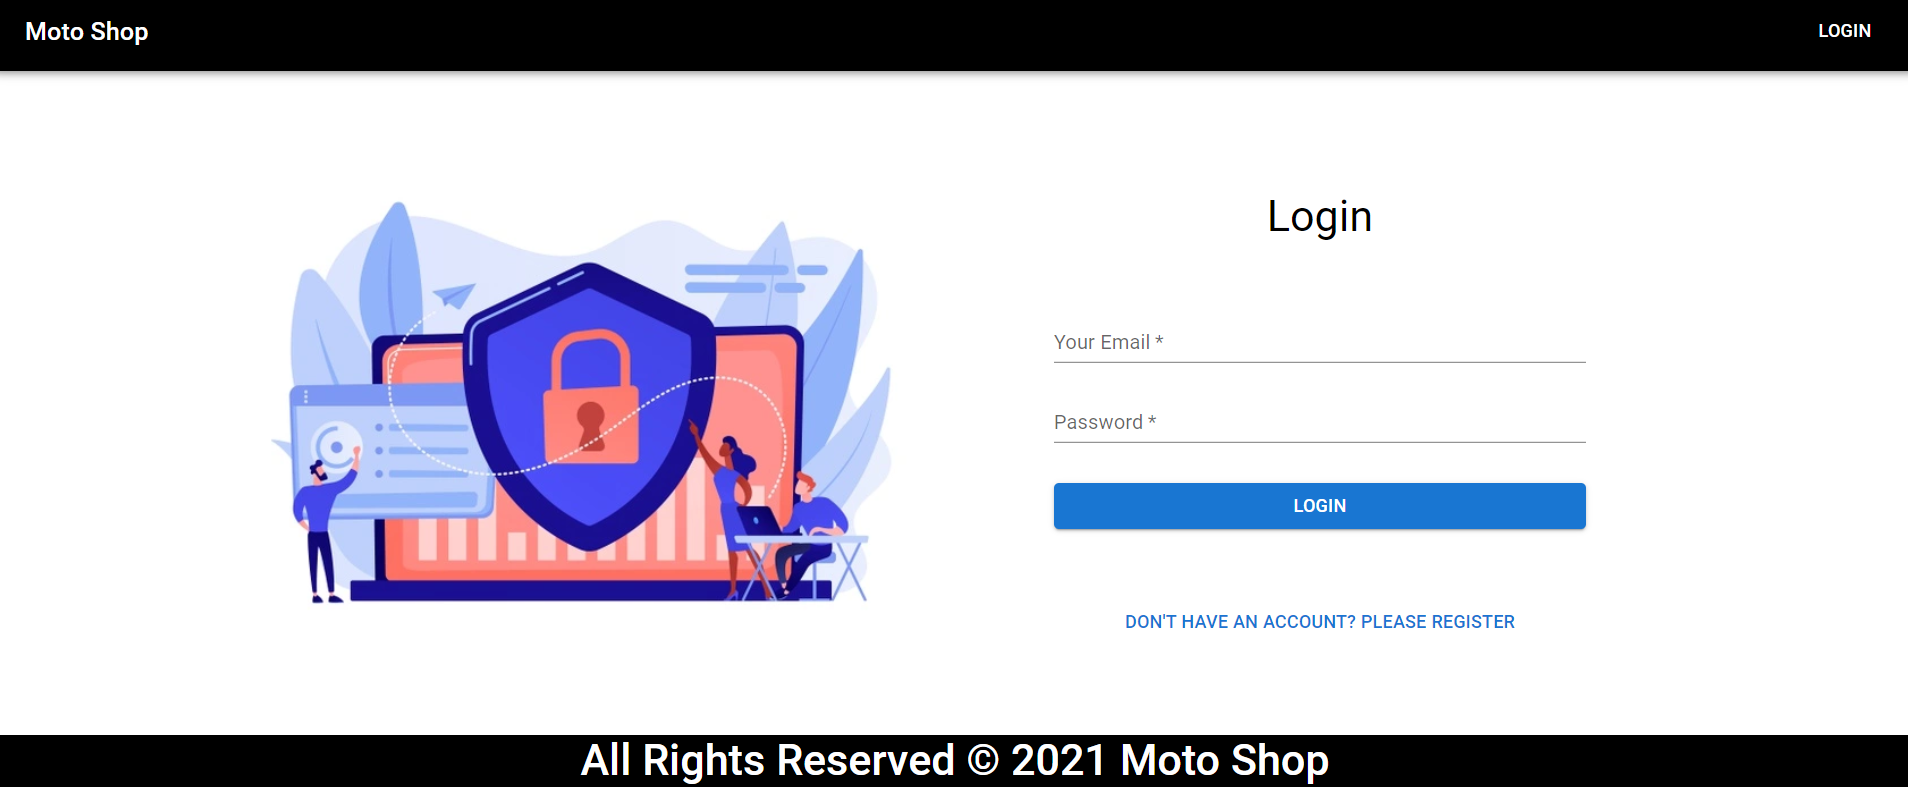 Moto Shop
LOGIN
Login
Your Email *
Password *
LOGIN
DON'T HAVE AN ACCOUNT? PLEASE REGISTER
All Rights Reserved © 2021 Moto Shop